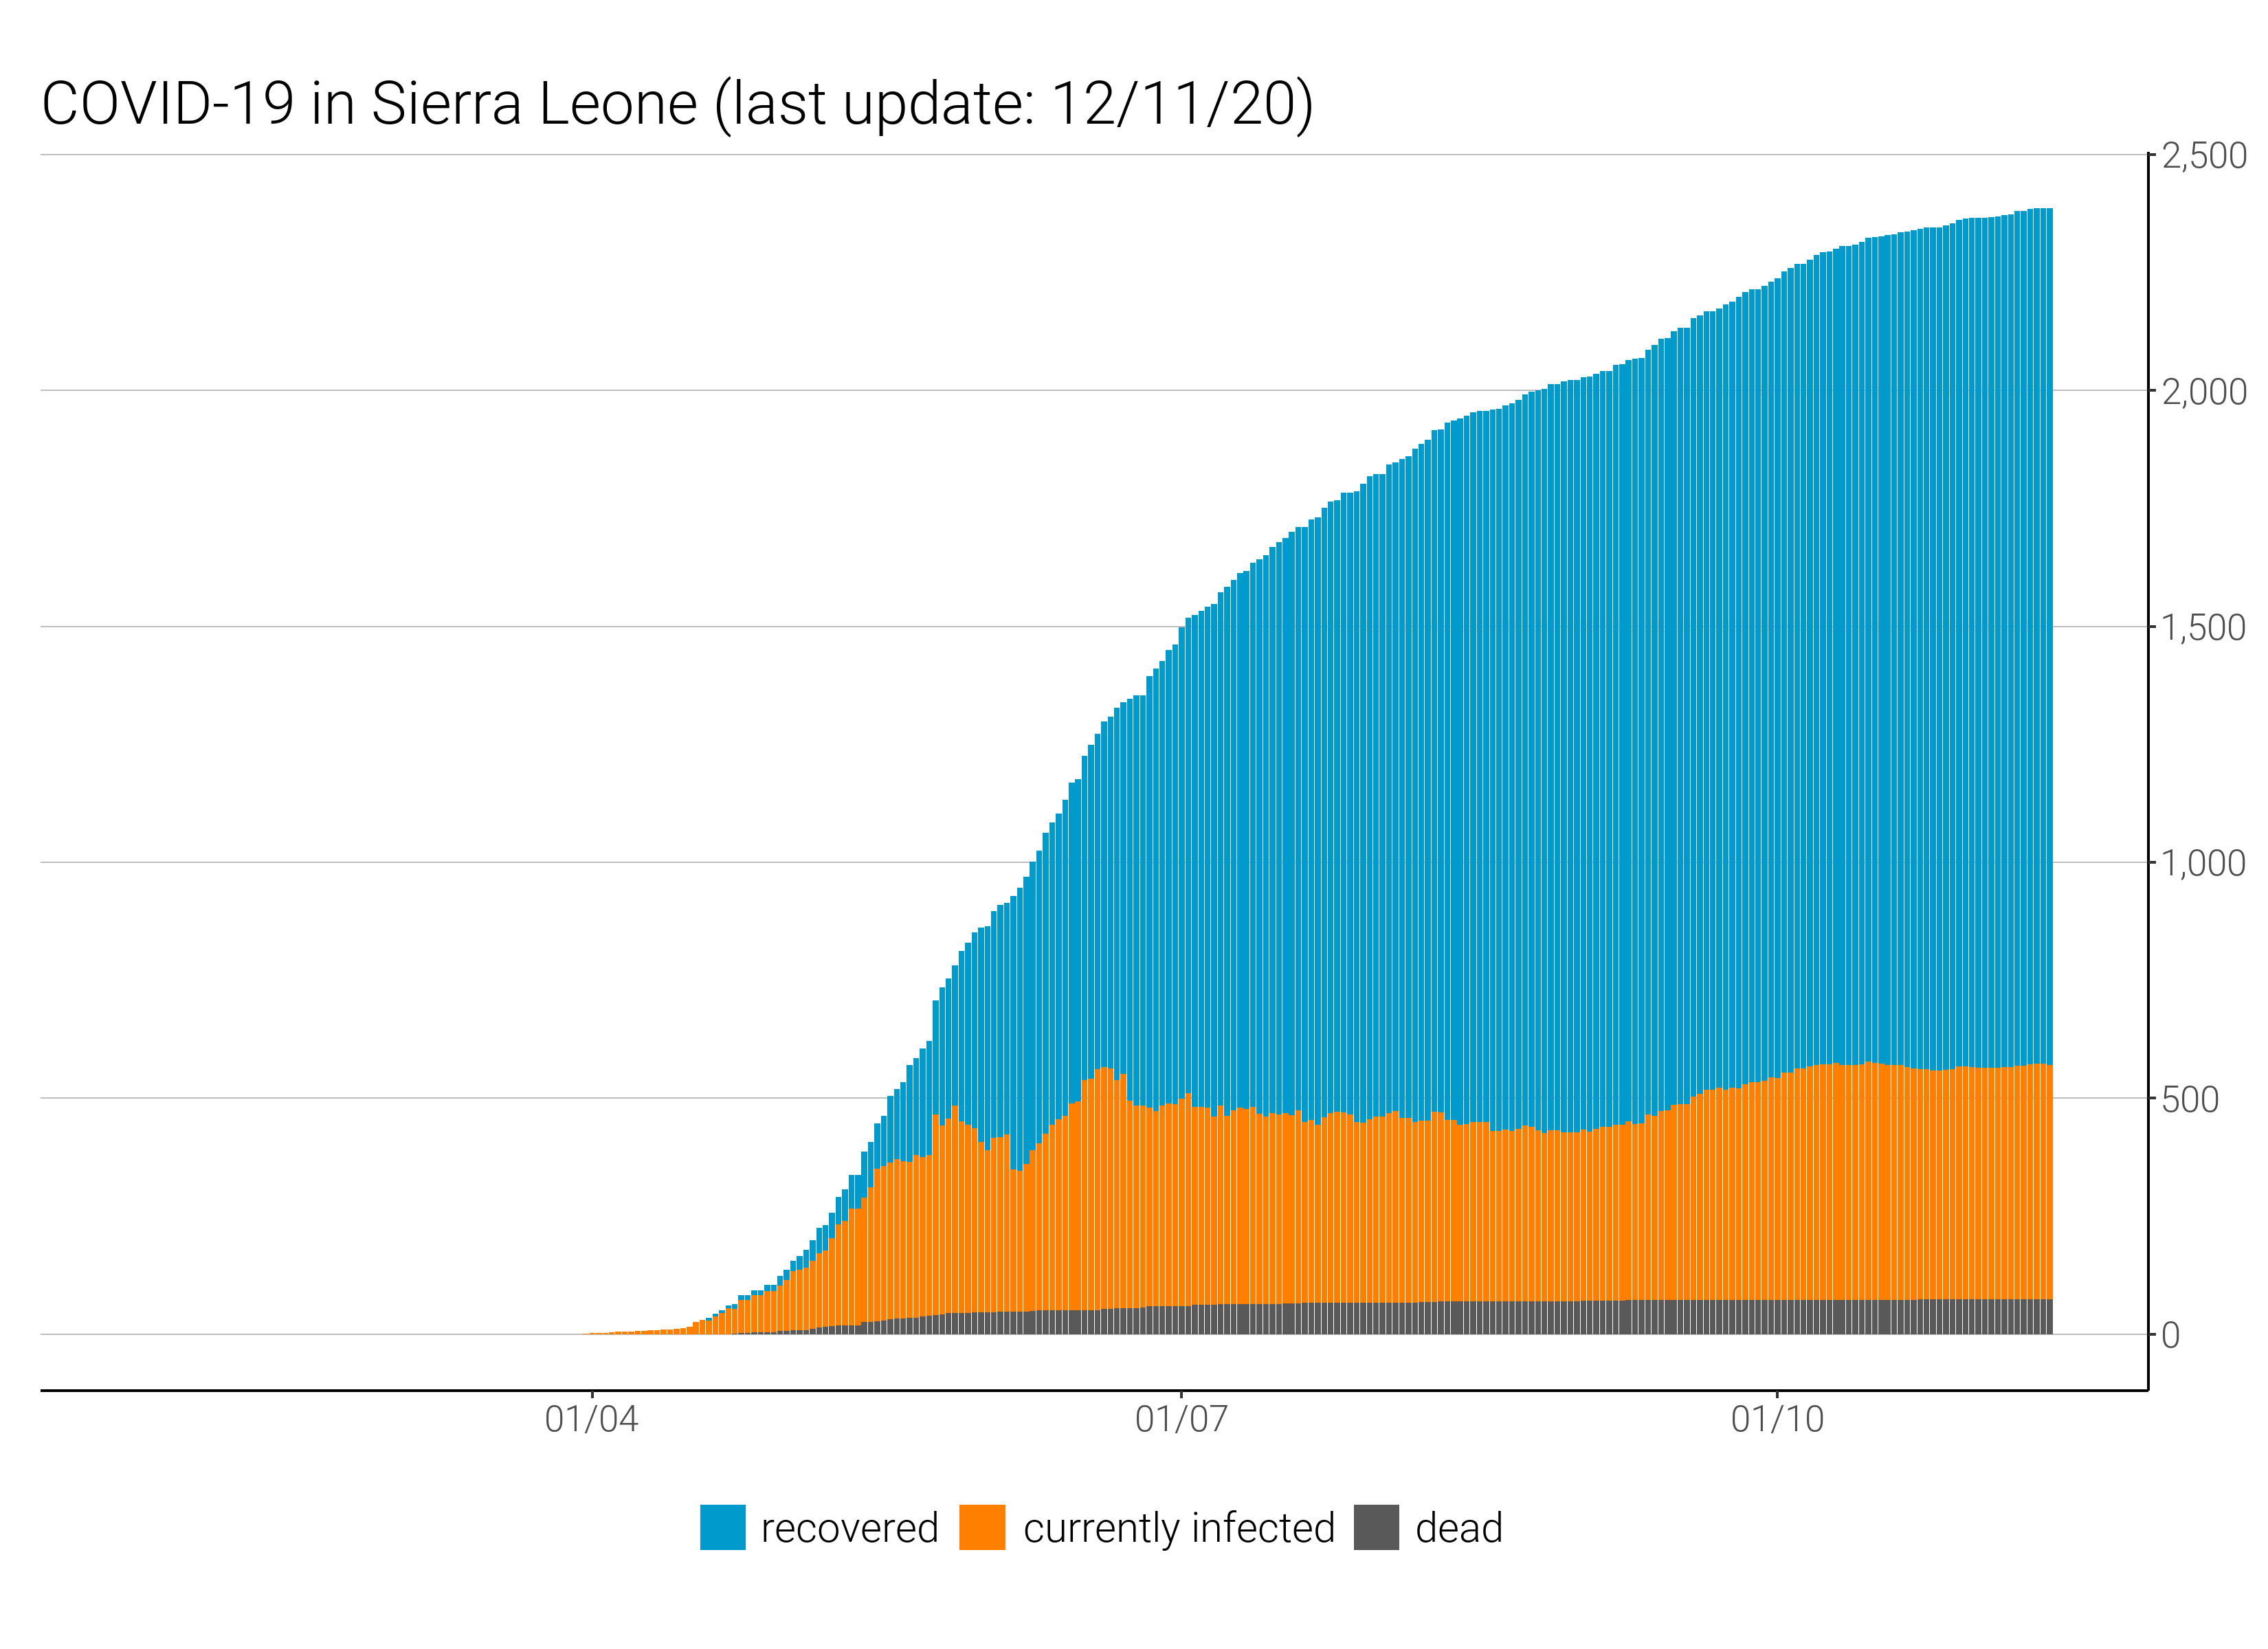 COVID-19 in Sierra Leone (last update: 12/11/20)
2,500
2,000
1,500
1,000
500
0
01/04 01/07 01/10
recovered currently infected dead